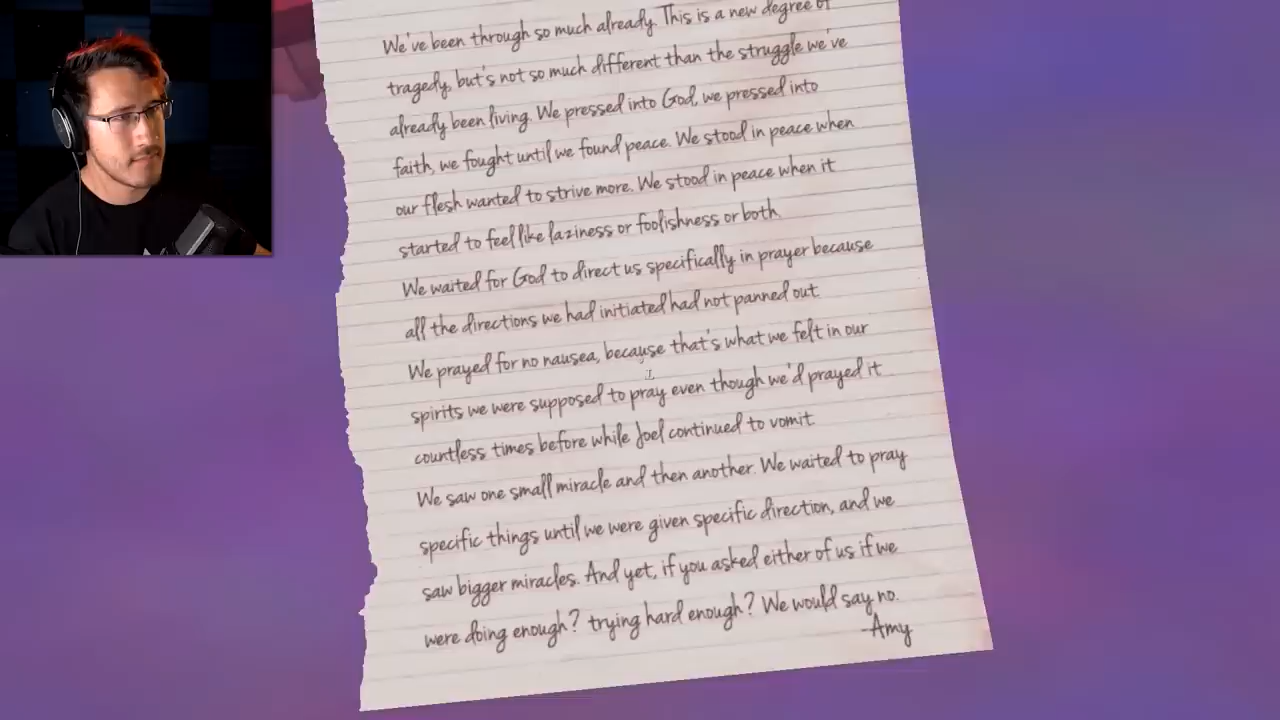 We've been through so much already. This is a new degree of
tragedy, but's not so much different than the struggle we've
already been living. We pressed into God, we pressed into
faith, we fought until we found peace. We stood in peace when
our flesh wanted to strive more. We stood in peace when it
started to feel like laziness or foolishness or both.
We waited for God to direct us specifically in prayer because
all the directions we had initiated had not panned out.
We prayed for no nausea, because that's what we felt in our
spirits we were supposed to pray even though we'd prayed it
countless times before while Joel continued to vomit.
We saw one small miracle and then another. We waited to pray
specific things until we were given specific direction, and we
saw bigger miracles. And yet, if you asked either of us if we
were doing enough? trying hard enough? We would say no.
-Amy